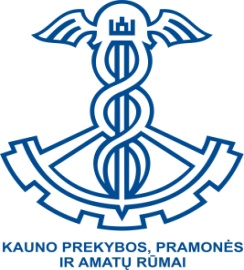 KAUNO PREKYBOS, PRAMONĖS
IR AMATŲ RŪMAI